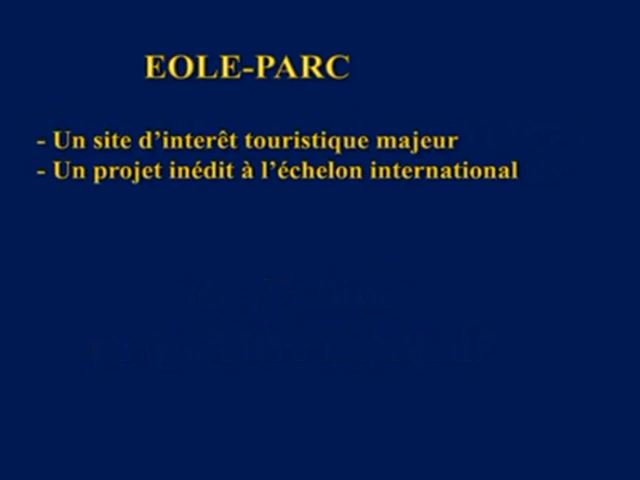 EOLE-PARC
- Un site d'interêt touristique majeur
- Un projet inédit à l'échelon international